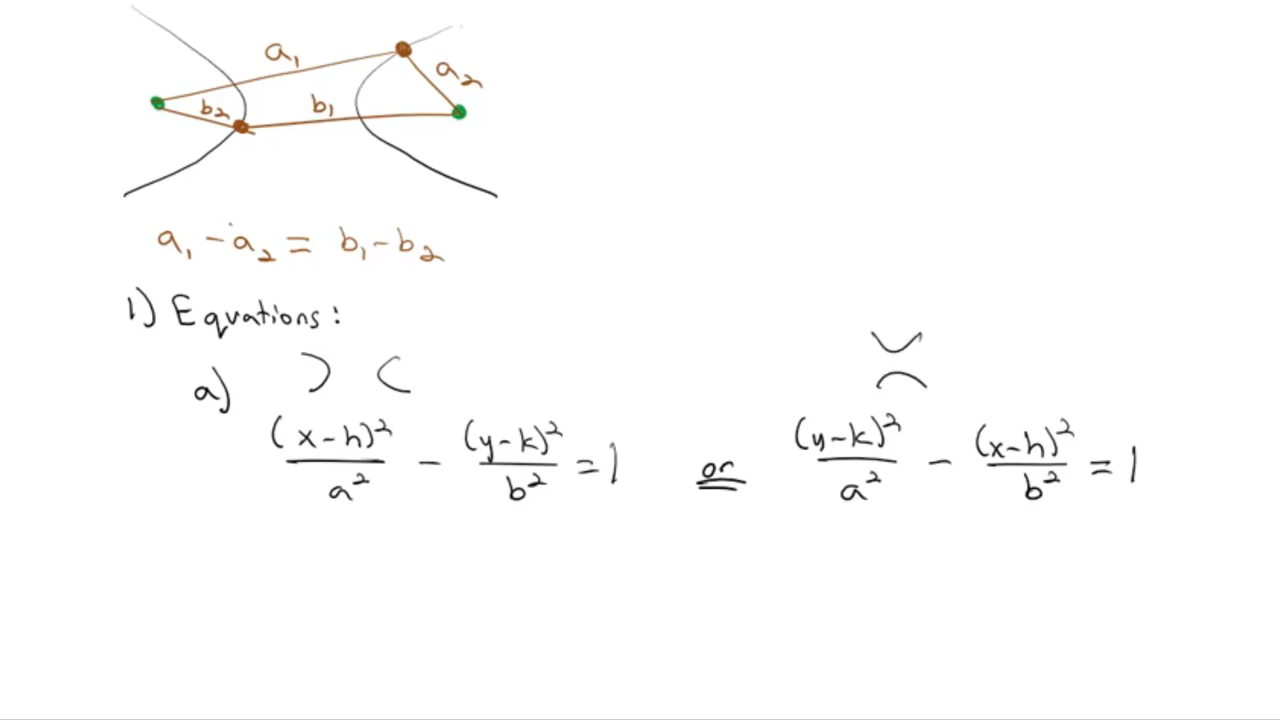 a₁
a₂
b₂
b₁
a₁ - a₂ = b₁ - b₂
1) Equations:
a)
(x-h)²/a² - (y-k)²/b² = 1 or (y-k)²/a² - (x-h)²/b² = 1